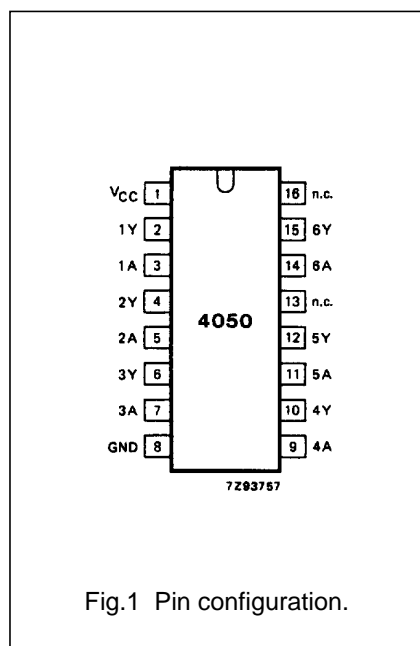 VCC 1 16 n.c.
1Y 2 15 6Y
1A 3 14 6A
2Y 4 13 n.c.
4050
2A 5 12 5Y
3Y 6 11 5A
3A 7 10 4Y
GND 8 9 4A
7Z93757
Fig.1 Pin configuration.